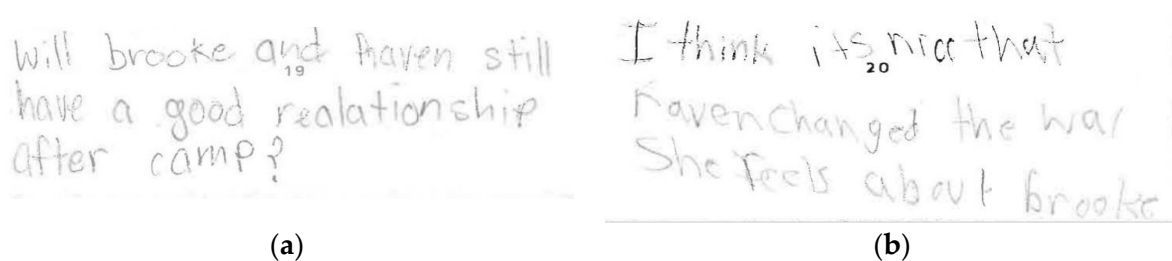 Will brooke and Raven still
19
have a good realationship
after camp?
(a)
I think its nice that
20
Raven changed the way
She feels about brooke
(b)